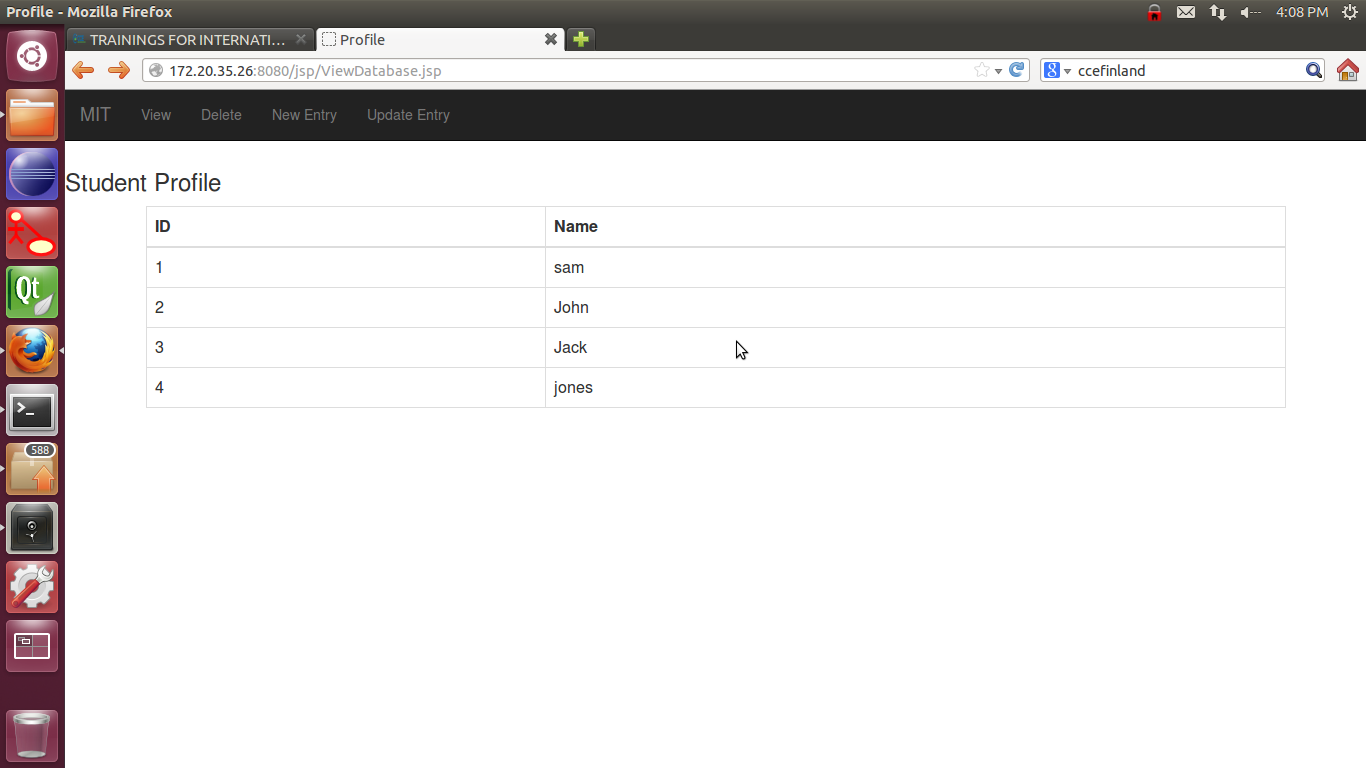 Profile - Mozilla Firefox
4:08 PM
TRAININGS FOR INTERNATI...
Profile
172.20.35.26:8080/jsp/ViewDatabase.jsp
8
ccefinland
MIT View Delete New Entry Update Entry
Student Profile
ID Name
1 sam
2 John
3 Jack
4 jones
Qt
>_
588